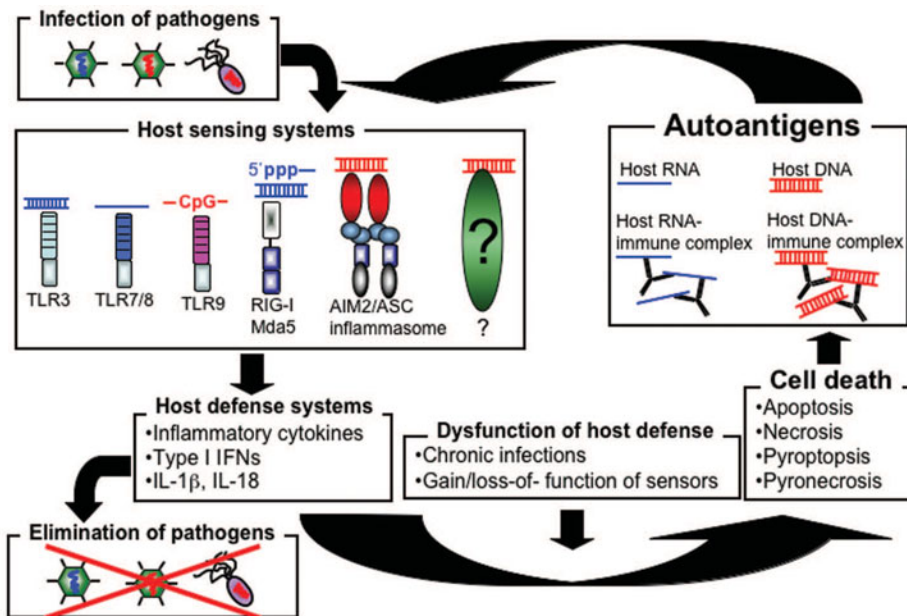 Infection of pathogens
Host sensing systems
TLR3
TLR7/8
–CpG–
TLR9
5'ppp—
RIG-I
Mda5
AIM2/ASC
inflammasome
?
?
Autoantigens
Host RNA
Host DNA
Host RNA-
immune complex
Host DNA-
immune complex
Host defense systems
•Inflammatory cytokines
•Type I IFNs
•IL-1β, IL-18
Dysfunction of host defense
•Chronic infections
•Gain/loss-of- function of sensors
Cell death
•Apoptosis
•Necrosis
•Pyroptopsis
•Pyronecrosis
Elimination of pathogens